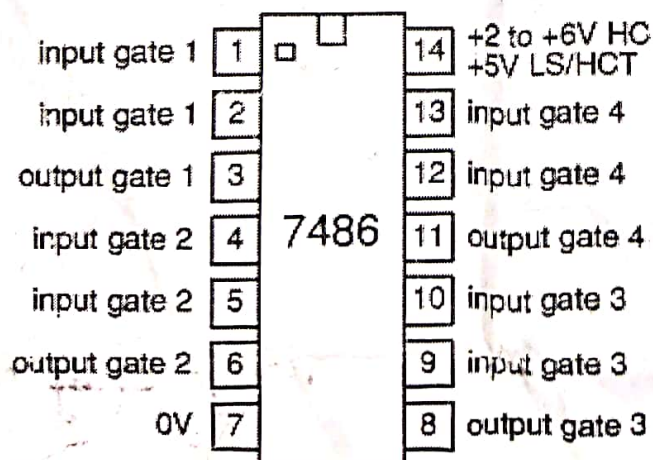 input gate 1 1
input gate 1 2
output gate 1 3
input gate 2 4
input gate 2 5
output gate 2 6
0V 7
7486
14 +2 to +6V HC
+5V LS/HCT
13 input gate 4
12 input gate 4
11 output gate 4
10 input gate 3
9 input gate 3
8 output gate 3